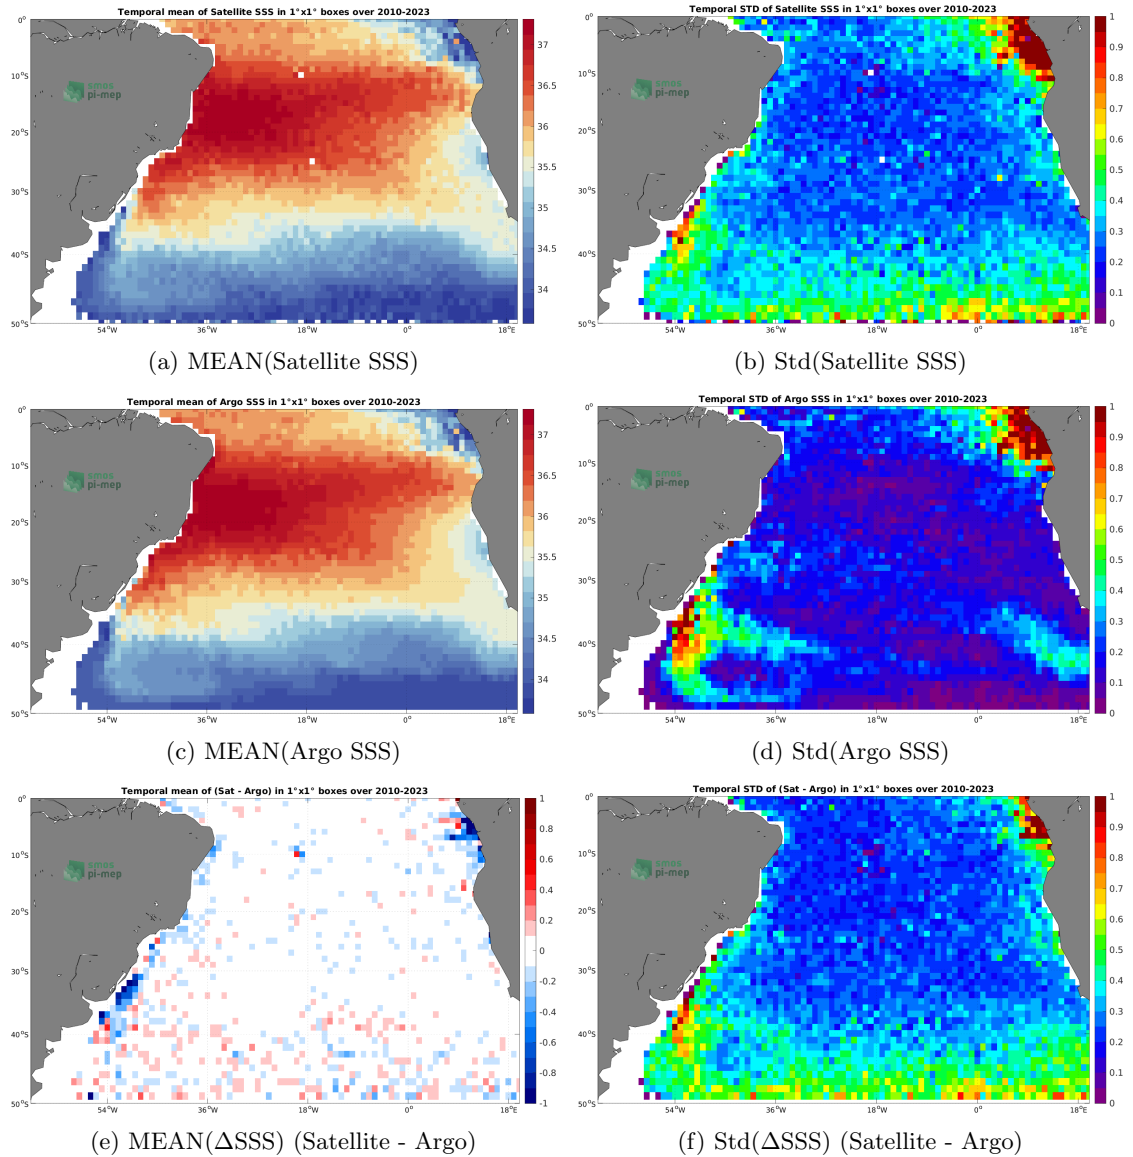 Temporal mean of Satellite SSS in 1°x1° boxes over 2010-2023
0°
10°S
20°S
30°S
40°S
50°S
54°W
36°W
18°W
0°
18°E
37
36.5
36
35.5
35
34.5
34
smos
pi-mep
(a) MEAN(Satellite SSS)
Temporal STD of Satellite SSS in 1°x1° boxes over 2010-2023
0°
10°S
20°S
30°S
40°S
50°S
54°W
36°W
18°W
0°
18°E
1
0.9
0.8
0.7
0.6
0.5
0.4
0.3
0.2
0.1
0
smos
pi-mep
(b) Std(Satellite SSS)
Temporal mean of Argo SSS in 1°x1° boxes over 2010-2023
0°
10°S
20°S
30°S
40°S
50°S
54°W
36°W
18°W
0°
18°E
37
36.5
36
35.5
35
34.5
34
smos
pi-mep
(c) MEAN(Argo SSS)
Temporal STD of Argo SSS in 1°x1° boxes over 2010-2023
0°
10°S
20°S
30°S
40°S
50°S
54°W
36°W
18°W
0°
18°E
1
0.9
0.8
0.7
0.6
0.5
0.4
0.3
0.2
0.1
0
smos
pi-mep
(d) Std(Argo SSS)
Temporal mean of (Sat - Argo) in 1°x1° boxes over 2010-2023
0°
10°S
20°S
30°S
40°S
50°S
54°W
36°W
18°W
0°
18°E
1
0.8
0.6
0.4
0.2
0
-0.2
-0.4
-0.6
-0.8
-1
smos
pi-mep
(e) MEAN(ΔSSS) (Satellite - Argo)
Temporal STD of (Sat - Argo) in 1°x1° boxes over 2010-2023
0°
10°S
20°S
30°S
40°S
50°S
54°W
36°W
18°W
0°
18°E
1
0.9
0.8
0.7
0.6
0.5
0.4
0.3
0.2
0.1
0
smos
pi-mep
(f) Std(ΔSSS) (Satellite - Argo)